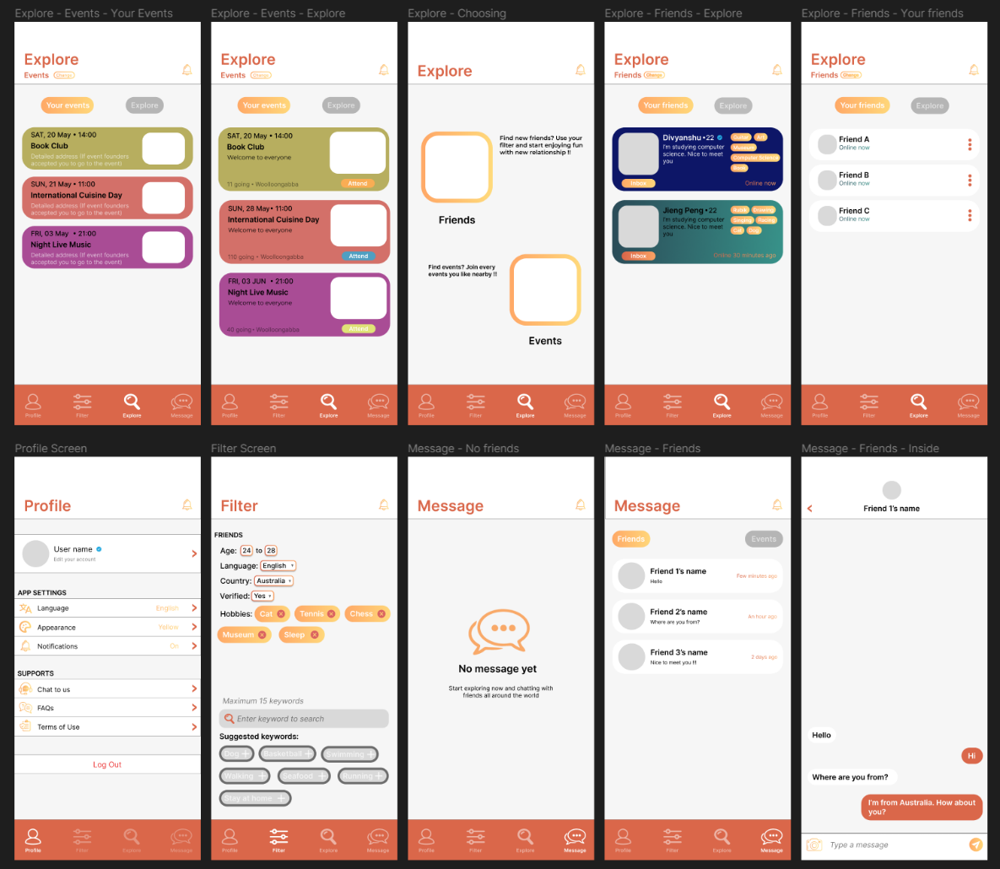 Explore - Events - Your Events
Explore
Events Change
Your events Explore
SAT, 20 May • 14:00
Book Club
Detailed address (If event founders
accepted you to go to the event)
SUN, 21 May • 11:00
International Cuisine Day
Detailed address (If event founders
accepted you to go to the event)
FRI, 03 May • 21:00
Night Live Music
Detailed address (If event founders
accepted you to go to the event)
Profile Filter Explore Message
Explore - Events - Explore
Explore
Events Change
Your events Explore
SAT, 20 May • 14:00
Book Club
Welcome to everyone
11 going • Woolloongabba
Attend
SUN, 28 May• 11:00
International Cuisine Day
Welcome to everyone
110 going • Woolloongabba
Attend
FRI, 03 JUN • 21:00
Night Live Music
Welcome to everyone
40 going • Woolloongabba
Attend
Profile Filter Explore Message
Explore - Choosing
Explore
Find new friends? Use your
filter and start enjoying fun
with new relationship !!
Friends
Find events? Join every
events you like nearby !!
Events
Profile Filter Explore Message
Explore - Friends - Explore
Explore
Friends Change
Your friends Explore
Divyanshu •22
I'm studying computer
science. Nice to meet
you
Guitar Art
Museum
Computer Science
Book
Inbox
Online now
Jieng Peng •22
I'm studying computer
science. Nice to meet
you
Drawing
Singing
Cat Dog
Inbox
Online 30 minutes ago
Profile Filter Explore Message
Explore - Friends - Your friends
Explore
Friends Change
Your friends Explore
Friend A
Online now
Friend B
Online now
Friend C
Online now
Profile Filter Explore Message
Profile Screen
Profile
User name
Edit your account
APP SETTINGS
Language English
Appearance Yellow
Notifications On
SUPPORTS
Chat to us
FAQs
Terms of Use
Log Out
Profile Filter Explore Message
Filter Screen
Filter
FRIENDS
Age: 24 to 28
Language: English
Country: Australia
Verified: Yes
Hobbies: Cat Tennis Chess
Museum Sleep
Maximum 15 keywords
Enter keyword to search
Suggested keywords:
Dog Basketball Swimming
Walking Seafood Running
Stay at home
Profile Filter Explore Message
Message - No friends
Message
No message yet
Start exploring now and chatting with
friends all around the world
Profile Filter Explore Message
Message - Friends
Message
Friends Events
Friend 1's name
Hello
Few minutes ago
Friend 2's name
Where are you from?
An hour ago
Friend 3's name
Nice to meet you !!!
2 days ago
Profile Filter Explore Message
Message - Friends - Inside
Friend 1's name
Hello
Hi
Where are you from?
I'm from Australia. How about
you?
Type a message